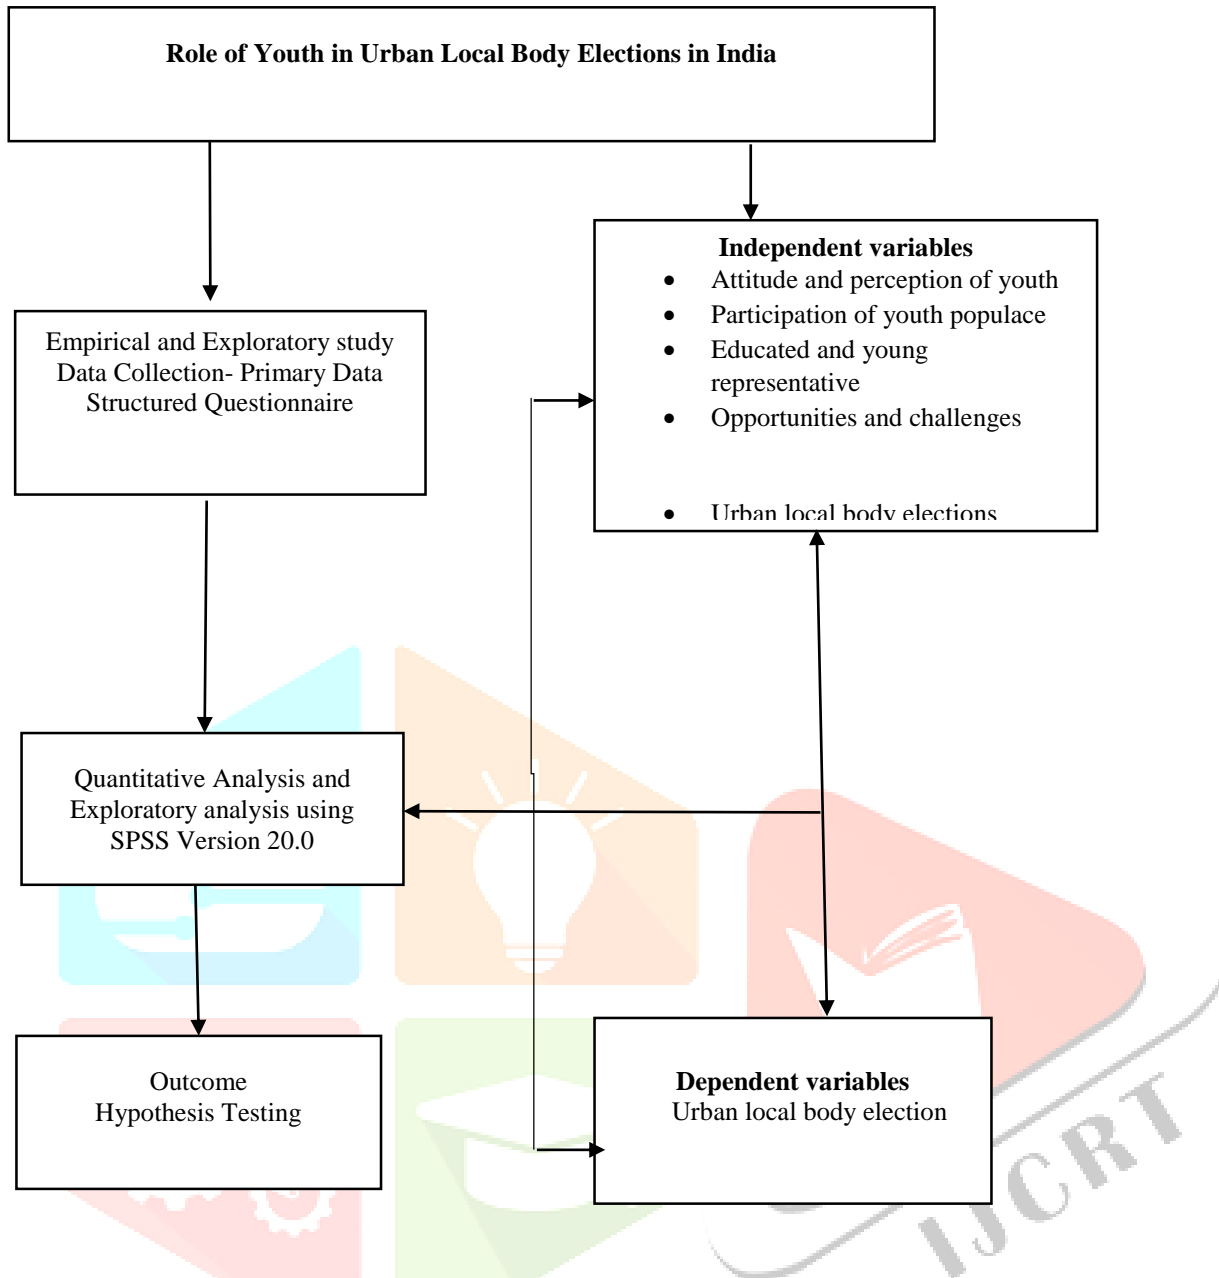 Role of Youth in Urban Local Body Elections in India
Independent variables
• Attitude and perception of youth
• Participation of youth populace
• Educated and young
representative
• Opportunities and challenges
• Urban local body elections
Empirical and Exploratory study
Data Collection- Primary Data
Structured Questionnaire
Quantitative Analysis and
Exploratory analysis using
SPSS Version 20.0
Outcome
Hypothesis Testing
Dependent variables
Urban local body election
IJCRT